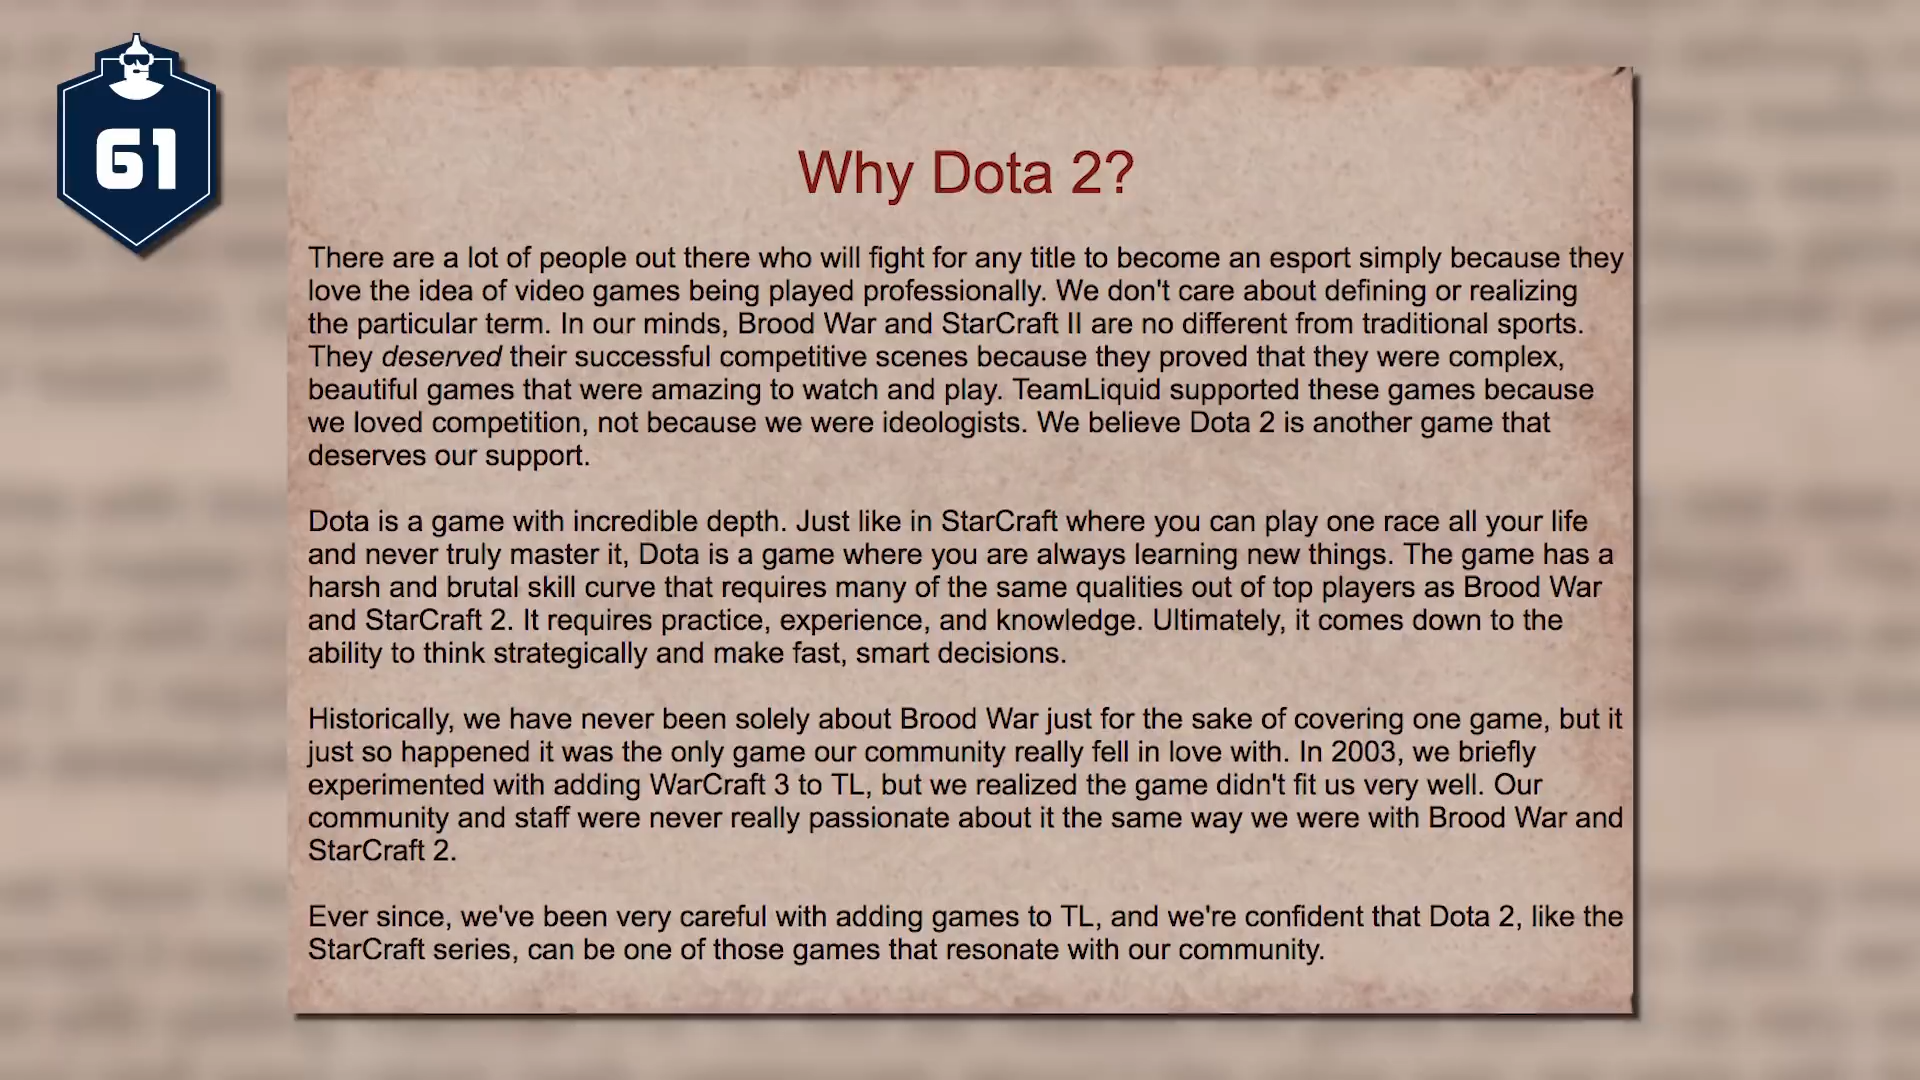 61
Why Dota 2?
There are a lot of people out there who will fight for any title to become an esport simply because they
love the idea of video games being played professionally. We don't care about defining or realizing
the particular term. In our minds, Brood War and StarCraft II are no different from traditional sports.
They deserved their successful competitive scenes because they proved that they were complex,
beautiful games that were amazing to watch and play. TeamLiquid supported these games because
we loved competition, not because we were ideologists. We believe Dota 2 is another game that
deserves our support.
Dota is a game with incredible depth. Just like in StarCraft where you can play one race all your life
and never truly master it, Dota is a game where you are always learning new things. The game has a
harsh and brutal skill curve that requires many of the same qualities out of top players as Brood War
and StarCraft 2. It requires practice, experience, and knowledge. Ultimately, it comes down to the
ability to think strategically and make fast, smart decisions.
Historically, we have never been solely about Brood War just for the sake of covering one game, but it
just so happened it was the only game our community really fell in love with. In 2003, we briefly
experimented with adding WarCraft 3 to TL, but we realized the game didn't fit us very well. Our
community and staff were never really passionate about it the same way we were with Brood War and
StarCraft 2.
Ever since, we've been very careful with adding games to TL, and we're confident that Dota 2, like the
StarCraft series, can be one of those games that resonate with our community.